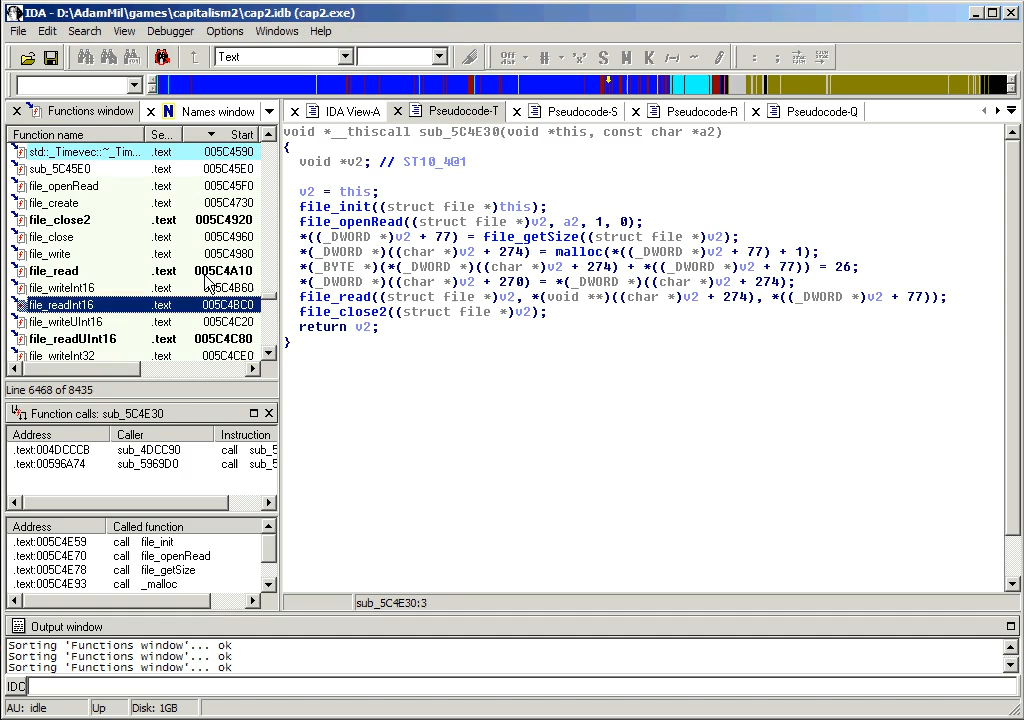 IDA - D:\AdamMil\games\capitalism2\cap2.idb (cap2.exe)
File Edit Search View Debugger Options Windows Help
Text
Functions window Names window IDA View-A Pseudocode-T Pseudocode-S Pseudocode-R Pseudocode-Q
Function name Se... Start
std::_Timevec::~_Tim... .text 005C4590
sub_5C45E0 .text 005C45E0
file_openRead .text 005C45F0
file_create .text 005C4730
file_close2 .text 005C4920
file_close .text 005C4960
file_write .text 005C4980
file_read .text 005C4A10
file_writeInt16 .text 005C4B60
file_readInt16 .text 005C4BC0
file_writeUInt16 .text 005C4C20
file_readUInt16 .text 005C4C80
file_writeInt32 .text 005C4CE0
Line 6468 of 8435
Function calls: sub_5C4E30
Address Caller Instruction
.text:004DCCCB sub_4DCC90 call sub_5
.text:00596A74 sub_5969D0 call sub_5
Address Called function
.text:005C4E59 call file_init
.text:005C4E70 call file_openRead
.text:005C4E78 call file_getSize
.text:005C4E93 call _malloc
void *__thiscall sub_5C4E30(void *this, const char *a2)
{
void *v2; // ST10_4@1
v2 = this;
file_init((struct file *)this);
file_openRead((struct file *)v2, a2, 1, 0);
*((_DWORD *)v2 + 77) = file_getSize((struct file *)v2);
*(_DWORD *)((char *)v2 + 274) = malloc(*((_DWORD *)v2 + 77) + 1);
*(_BYTE *)(*(_DWORD *)((char *)v2 + 274) + *((_DWORD *)v2 + 77)) = 26;
*(_DWORD *)((char *)v2 + 270) = *(_DWORD *)((char *)v2 + 274);
file_read((struct file *)v2, *(void **)((char *)v2 + 274), *((_DWORD *)v2 + 77));
file_close2((struct file *)v2);
return v2;
}
sub_5C4E30:3
Output window
Sorting 'Functions window'... ok
Sorting 'Functions window'... ok
Sorting 'Functions window'... ok
IDC
AU: idle Up Disk: 1GB